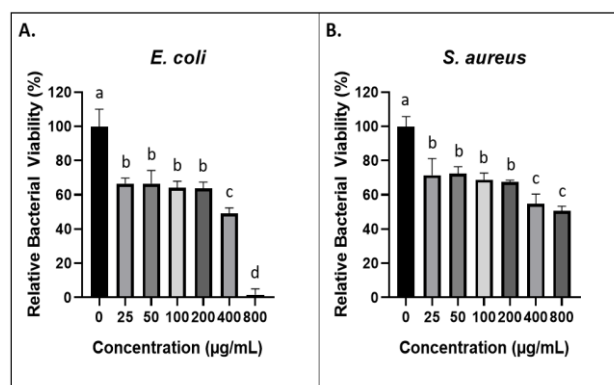 A.
E. coli
Relative Bacterial Viability (%)
120
100
80
60
40
20
0
a
b
b
b
b
c
d
0 25 50 100 200 400 800
Concentration (µg/mL)
B.
S. aureus
Relative Bacterial Viability (%)
120
100
80
60
40
20
0
a
b
b
b
b
c
c
0 25 50 100 200 400 800
Concentration (µg/mL)